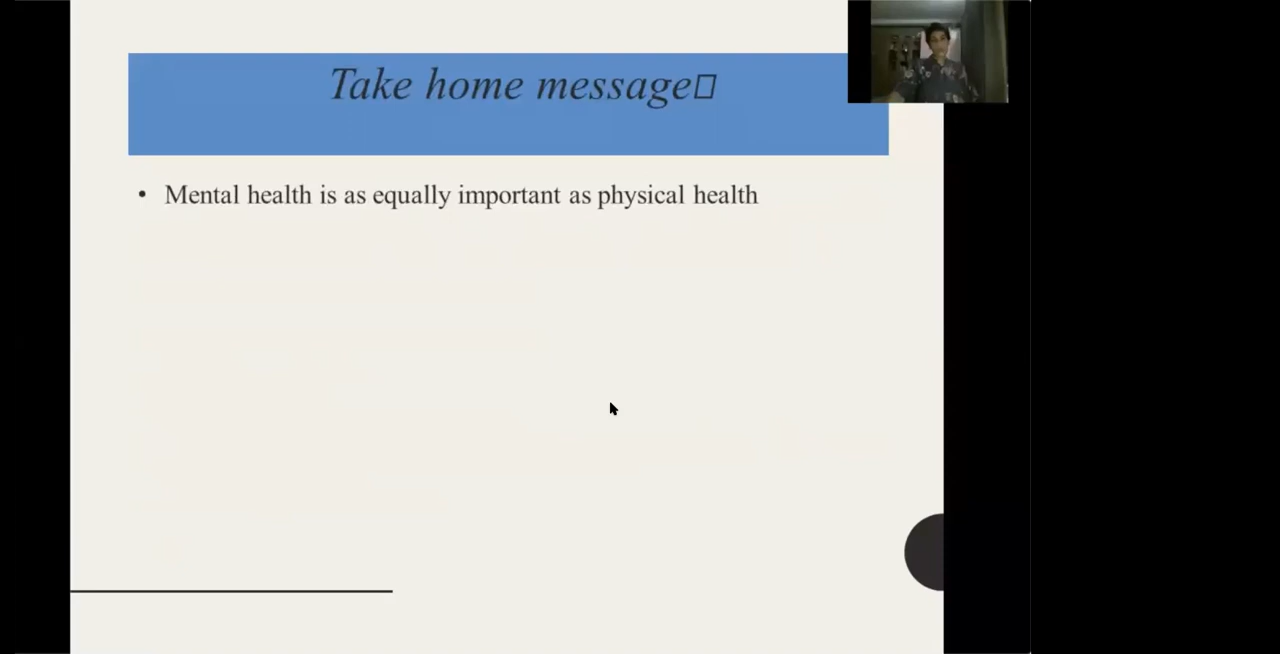 Take home message
• Mental health is as equally important as physical health